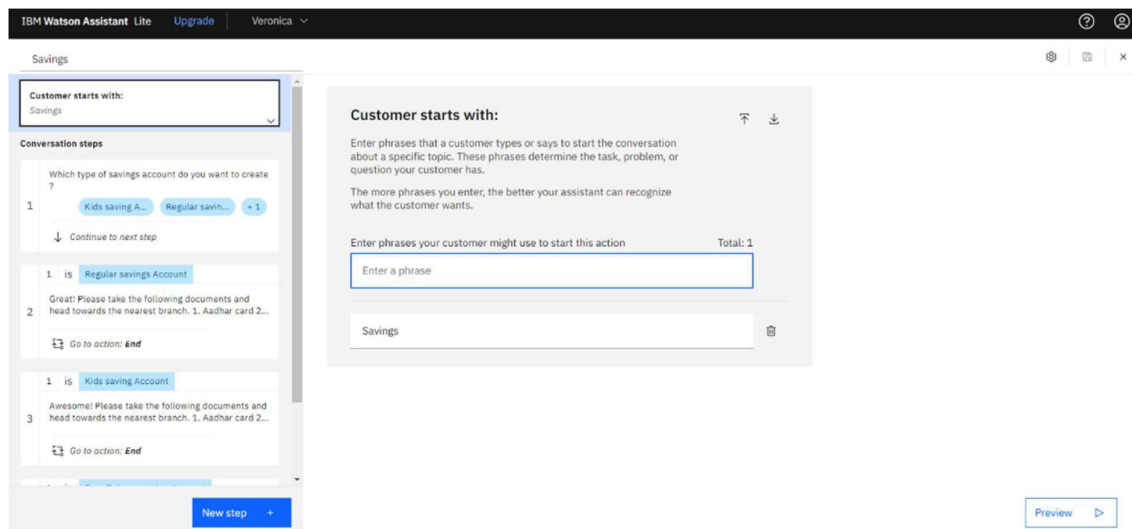 IBM Watson Assistant Lite Upgrade Veronica
Savings
Customer starts with:
Savings
Conversation steps
1
Which type of savings account do you want to create
?
Kids saving A... Regular savin... + 1
Continue to next step
2
1 is Regular savings Account
Great! Please take the following documents and
head towards the nearest branch. 1. Aadhar card 2...
Go to action: End
3
1 is Kids saving Account
Awesome! Please take the following documents and
head towards the nearest branch. 1. Aadhar card 2...
Go to action: End
New step +
Customer starts with:
Enter phrases that a customer types or says to start the conversation
about a specific topic. These phrases determine the task, problem, or
question your customer has.
The more phrases you enter, the better your assistant can recognize
what the customer wants.
Enter phrases your customer might use to start this action Total: 1
Enter a phrase
Savings
Preview